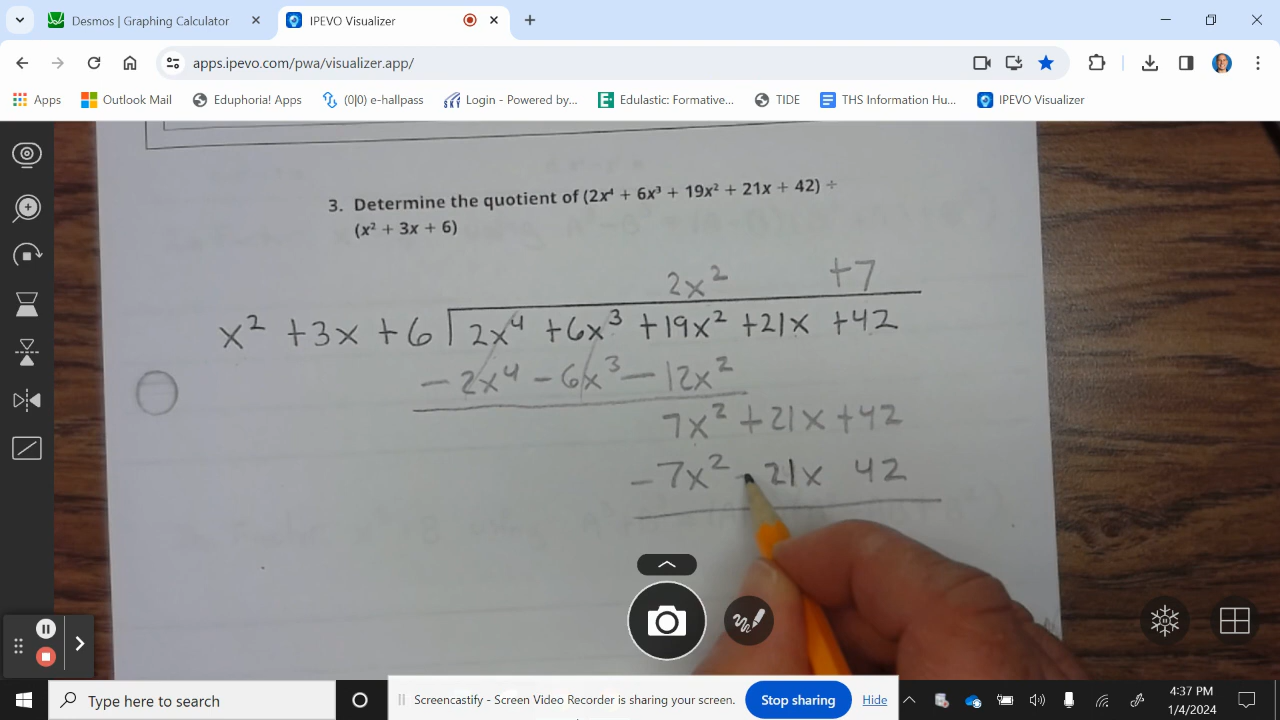 Desmos | Graphing Calculator
IPEVO Visualizer
apps.ipevo.com/pwa/visualizer.app/
Apps
Outlook Mail
Eduphoria! Apps
(0|0) e-hallpass
Login - Powered by...
Edulastic: Formative...
TIDE
THS Information Hu...
IPEVO Visualizer
3. Determine the quotient of (2x⁴ + 6x³ + 19x² + 21x + 42) ÷
(x² + 3x + 6)
2x² +7
x² +3x +6 2x⁴ +6x³ +19x² +21x +42
- 2x⁴ - 6x³ - 12x²
7x² + 21x + 42
- 7x² - 21x 42
Type here to search
Screencastify - Screen Video Recorder is sharing your screen.
Stop sharing
Hide
4:37 PM
1/4/2024